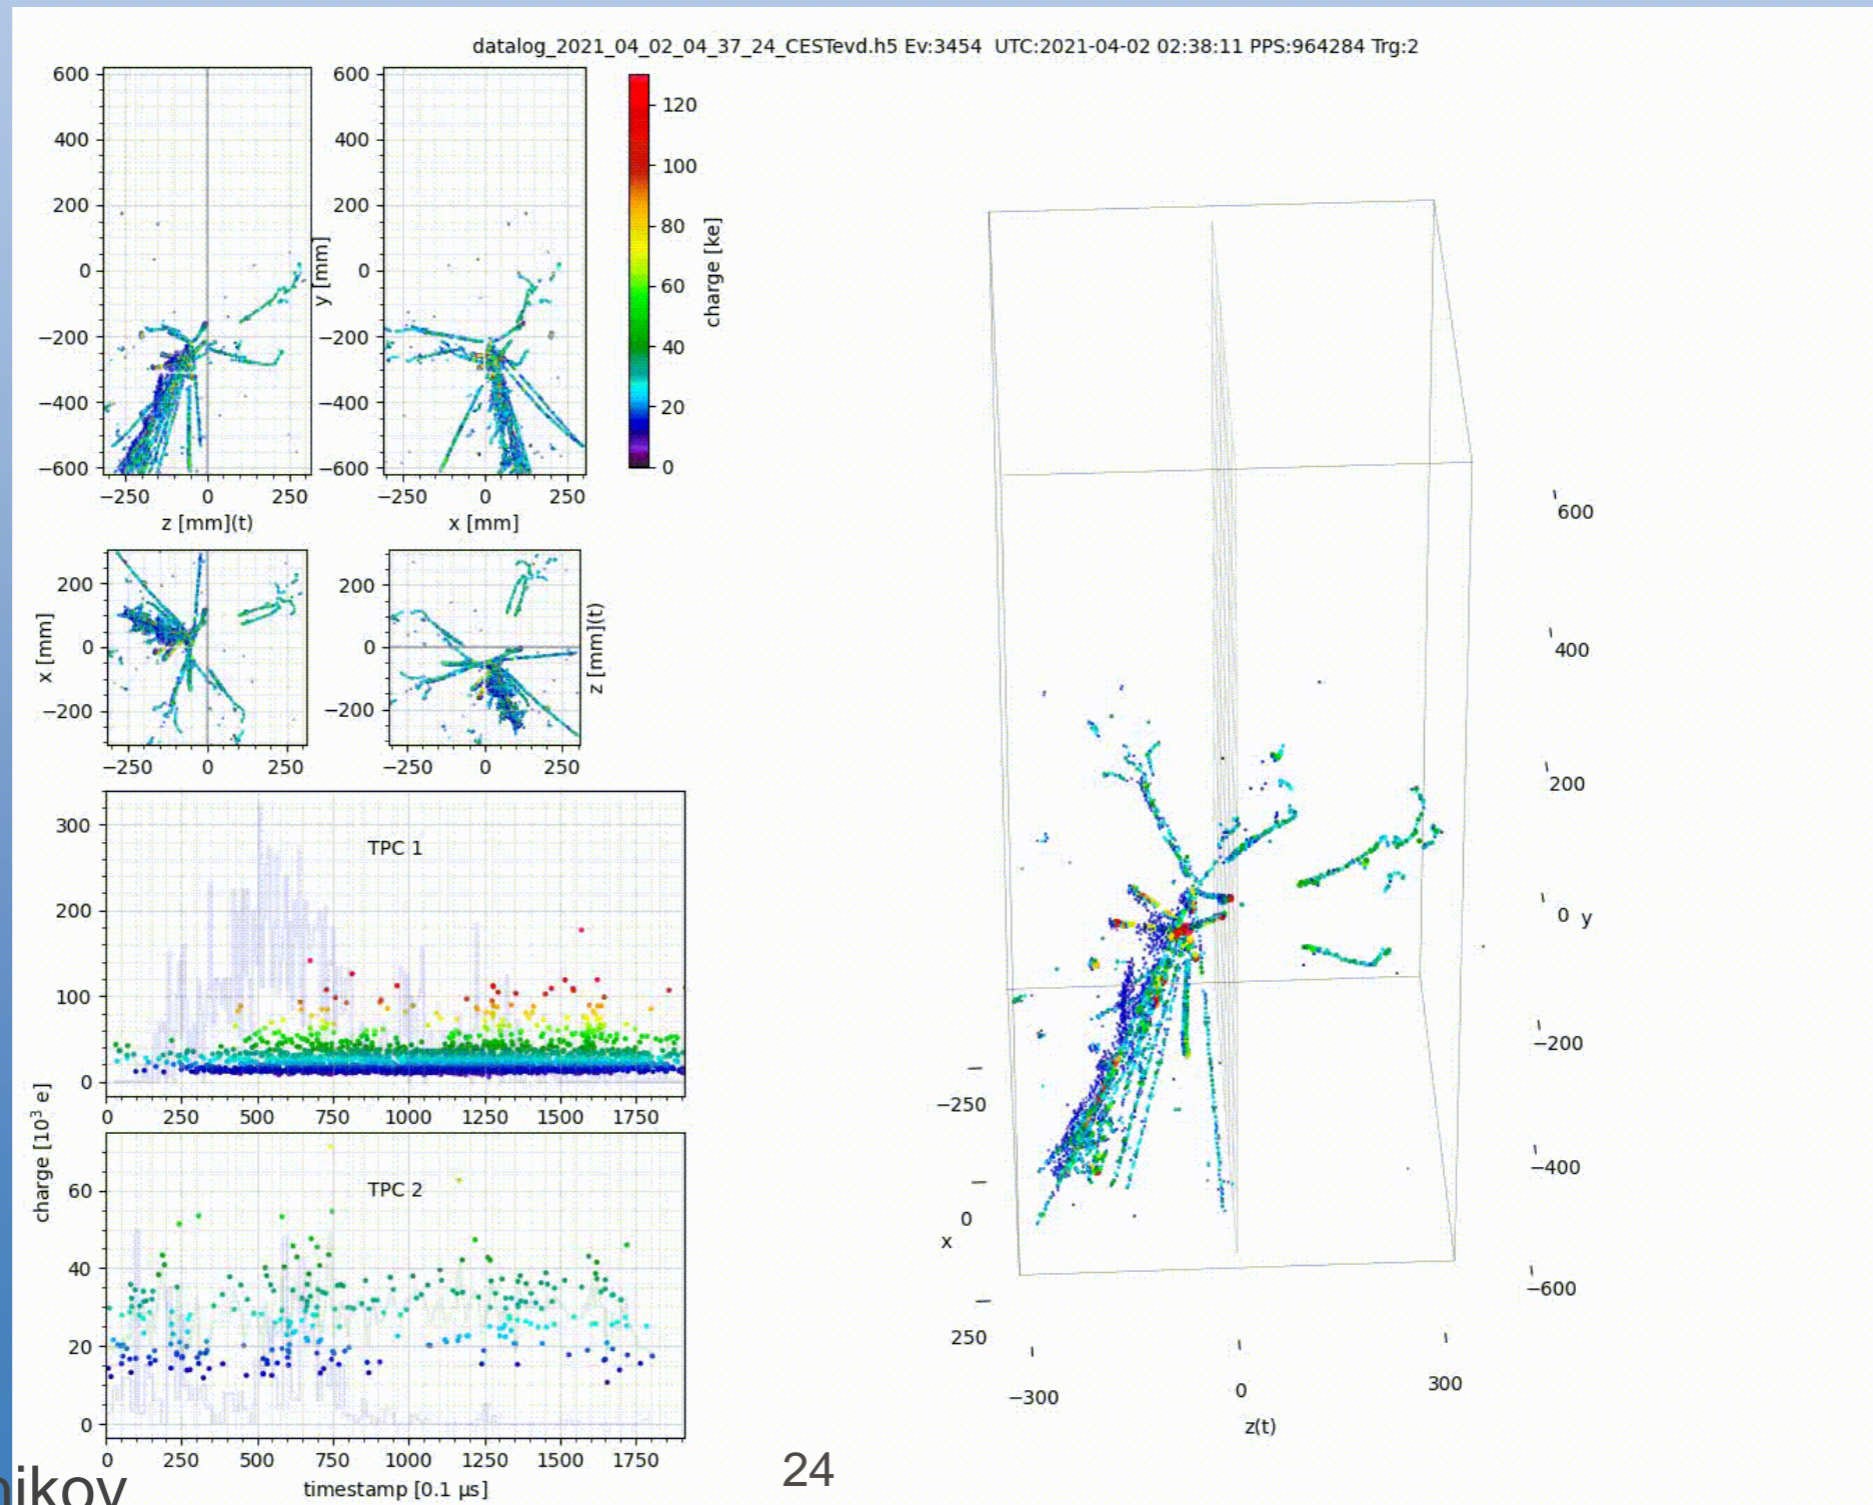 datalog_2021_04_02_04_37_24_CESTevd.h5 Ev:3454 UTC:2021-04-02 02:38:11 PPS:964284 Trg:2
600
400
200
0
−200
−400
−600
−250 0 250
z [mm](t)
y [mm]
600
400
200
0
−200
−400
−600
−250 0 250
x [mm]
120
100
80
60
40
20
0
charge [ke]
x [mm]
200
0
−200
−250 0 250
200
0
−200
−250 0 250
z [mm](t)
TPC 1
300
200
100
0
0 250 500 750 1000 1250 1500 1750
charge [10³ e]
TPC 2
60
40
20
0
0 250 500 750 1000 1250 1500 1750
timestamp [0.1 µs]
600
400
200
0 y
−200
−400
−600
−250
0
x
250
−300 0 300
z(t)
24
nikov